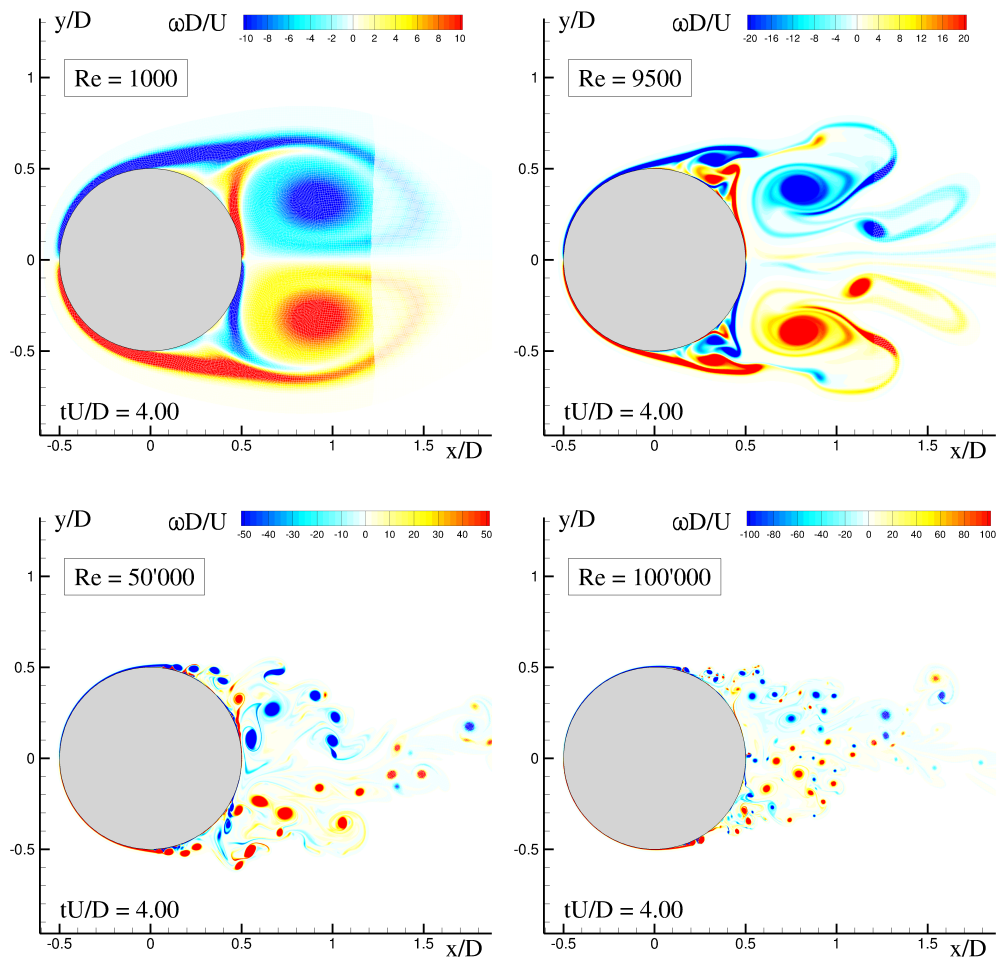 y/D ωD/U
-10 -8 -6 -4 -2 0 2 4 6 8 10
Re = 1000
1
0.5
0
-0.5
tU/D = 4.00
-0.5 0 0.5 1 1.5
x/D
y/D ωD/U
-20 -16 -12 -8 -4 0 4 8 12 16 20
Re = 9500
1
0.5
0
-0.5
tU/D = 4.00
-0.5 0 0.5 1 1.5
x/D
y/D ωD/U
-50 -40 -30 -20 -10 0 10 20 30 40 50
Re = 50'000
1
0.5
0
-0.5
tU/D = 4.00
-0.5 0 0.5 1 1.5
x/D
y/D ωD/U
-100 -80 -60 -40 -20 0 20 40 60 80 100
Re = 100'000
1
0.5
0
-0.5
tU/D = 4.00
-0.5 0 0.5 1 1.5
x/D